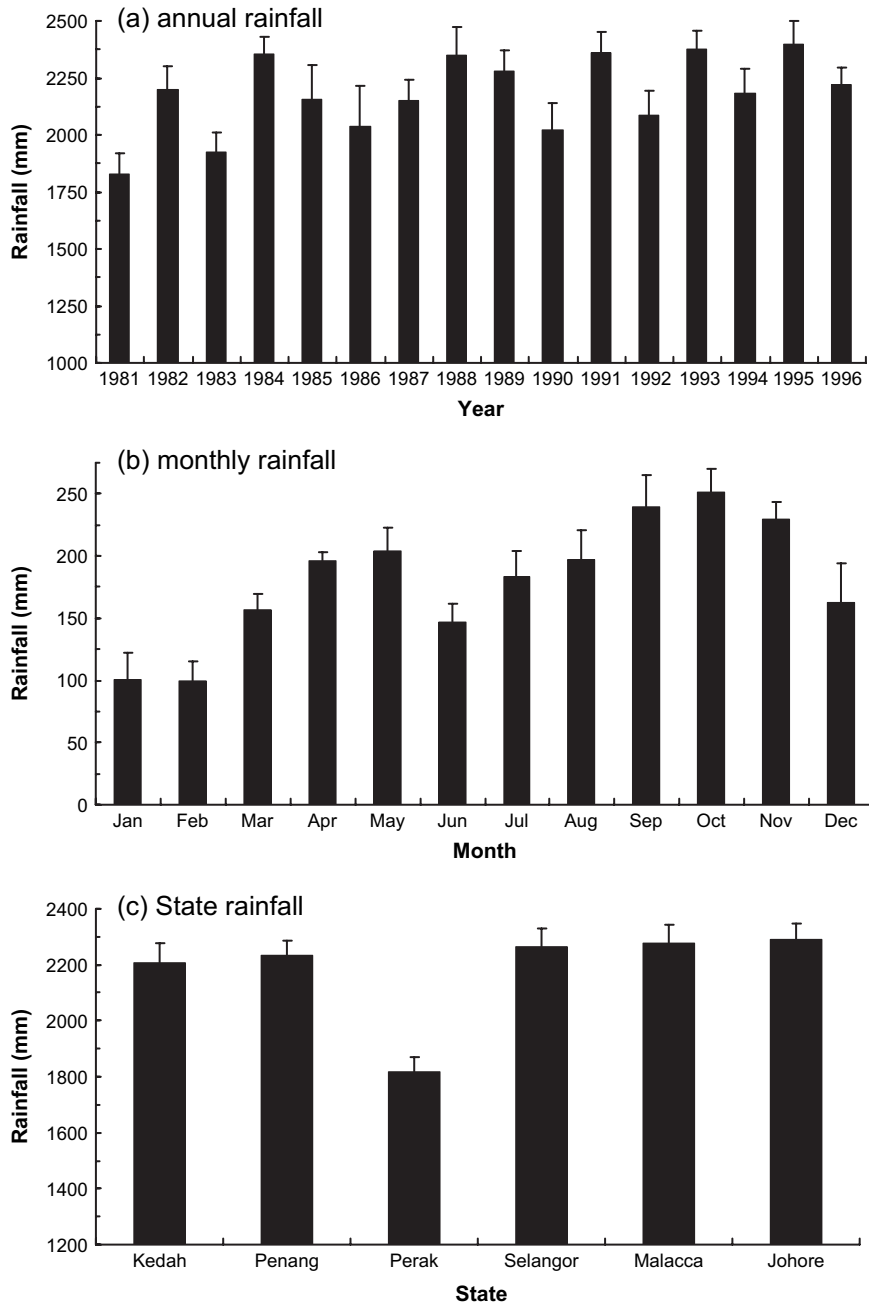 (a) annual rainfall
Rainfall (mm)
2500
2250
2000
1750
1500
1250
1000
1981 1982 1983 1984 1985 1986 1987 1988 1989 1990 1991 1992 1993 1994 1995 1996
Year
(b) monthly rainfall
Rainfall (mm)
250
200
150
100
50
0
Jan Feb Mar Apr May Jun Jul Aug Sep Oct Nov Dec
Month
(c) State rainfall
Rainfall (mm)
2400
2200
2000
1800
1600
1400
1200
Kedah Penang Perak Selangor Malacca Johore
State